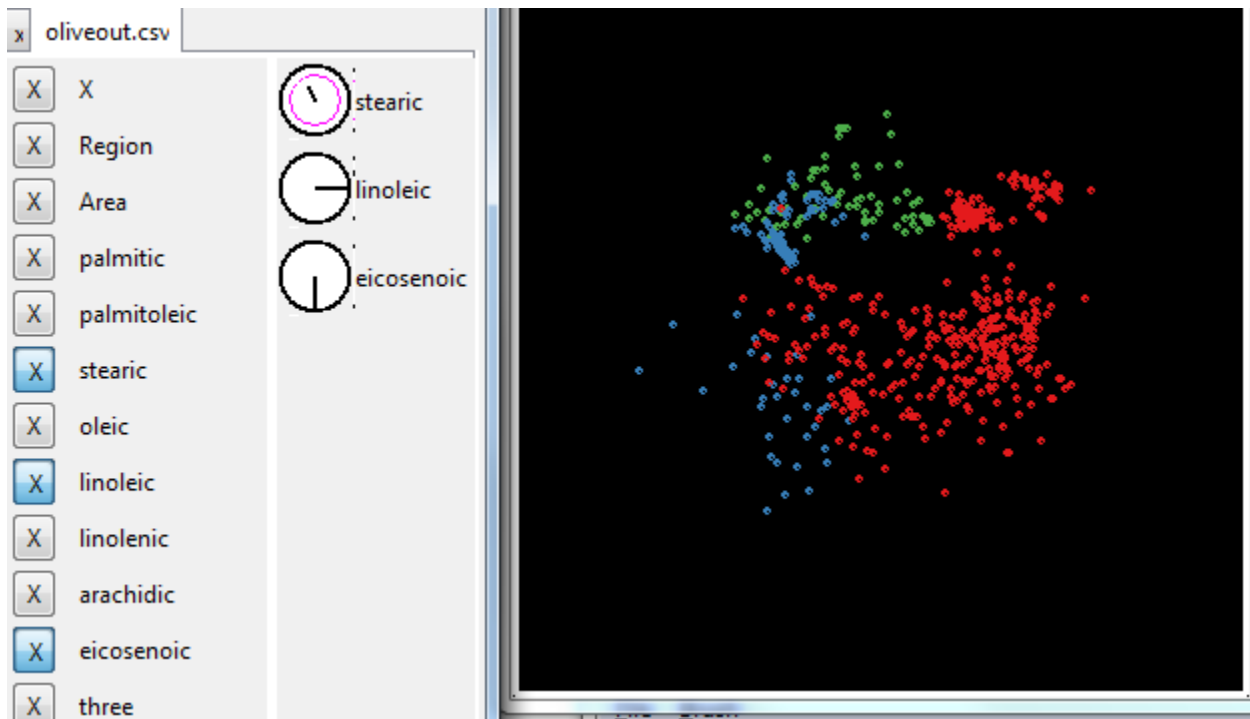 x oliveout.csv
X X
X Region
X Area
X palmitic
X palmitoleic
X stearic
X oleic
X linoleic
X linolenic
X arachidic
X eicosenoic
X three
stearic
linoleic
eicosenoic